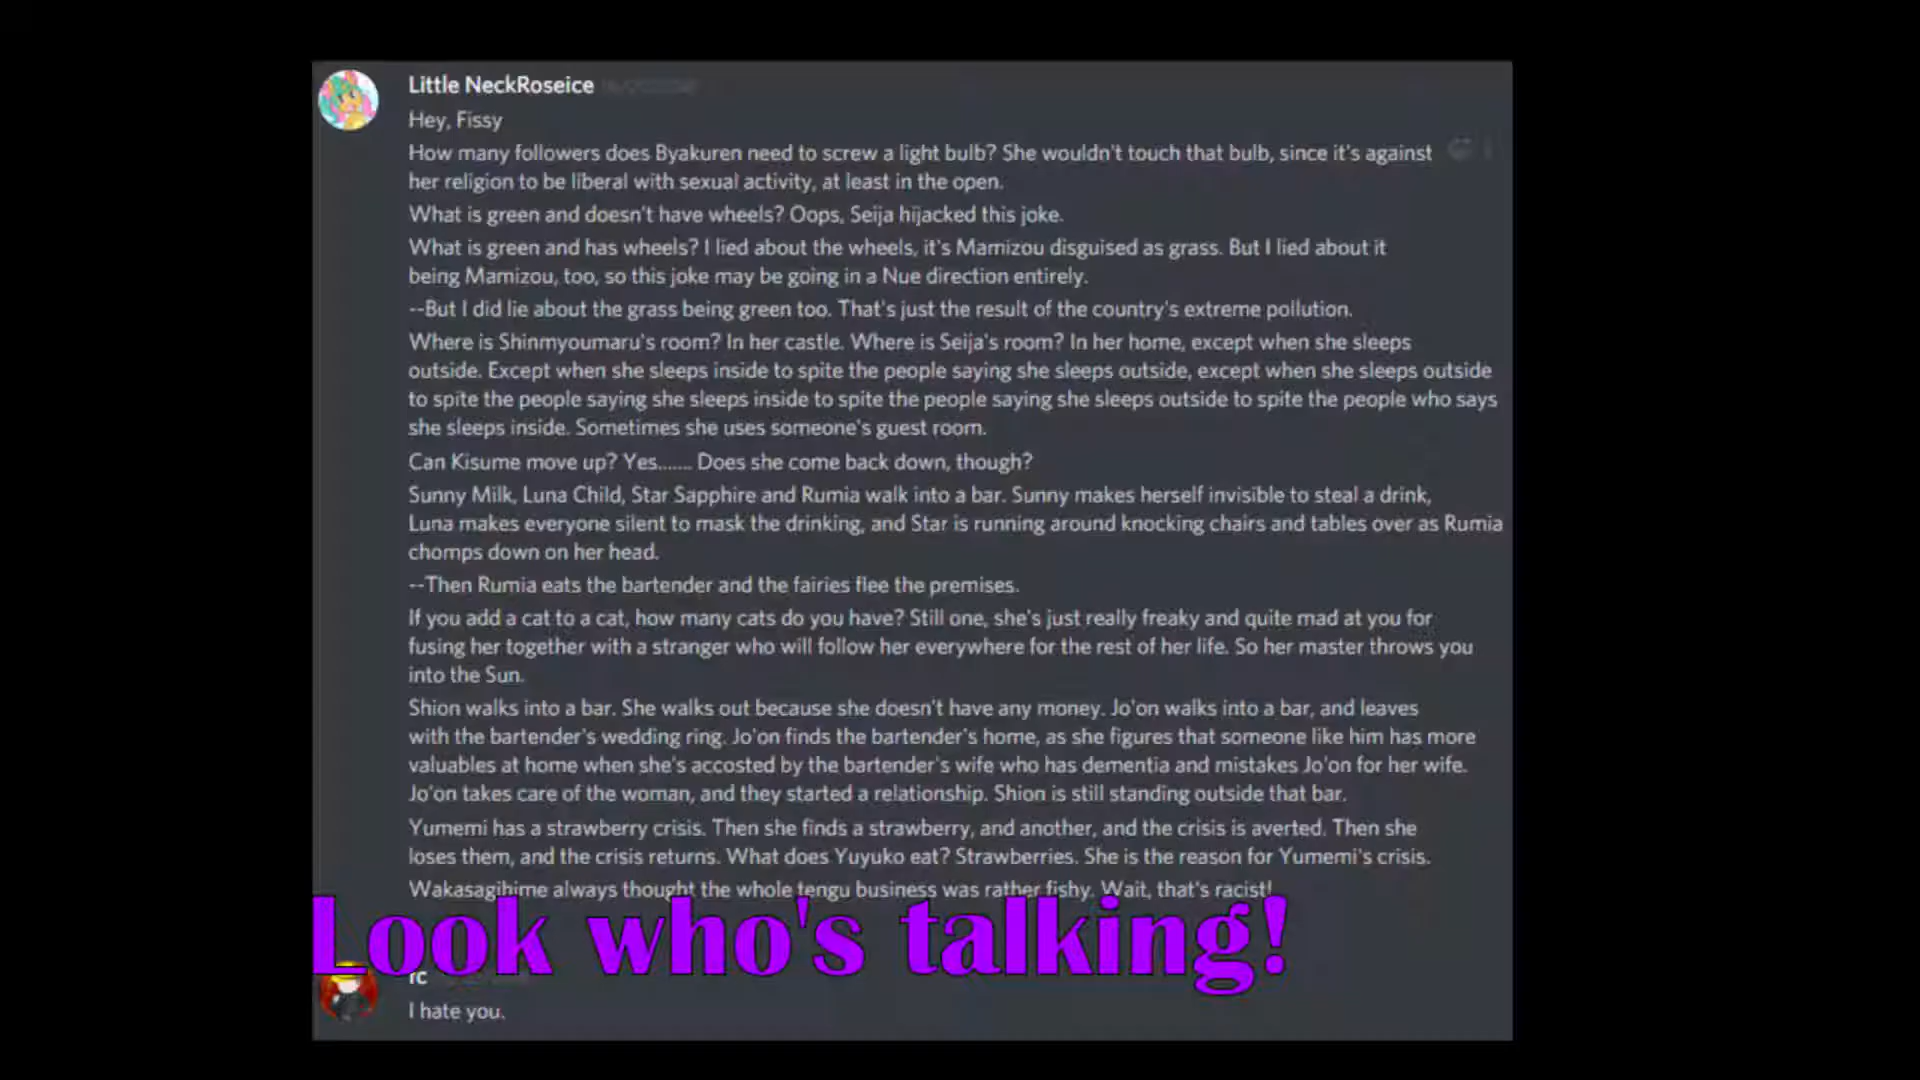 Little NeckRoseice
Hey, Fissy
How many followers does Byakuren need to screw a light bulb? She wouldn't touch that bulb, since it's against
her religion to be liberal with sexual activity, at least in the open.
What is green and doesn't have wheels? Oops, Seija hijacked this joke.
What is green and has wheels? I lied about the wheels, it's Mamizou disguised as grass. But I lied about it
being Mamizou, too, so this joke may be going in a Nue direction entirely.
--But I did lie about the grass being green too. That's just the result of the country's extreme pollution.
Where is Shinmyoumaru's room? In her castle. Where is Seija's room? In her home, except when she sleeps
outside. Except when she sleeps inside to spite the people saying she sleeps outside, except when she sleeps outside
to spite the people saying she sleeps inside to spite the people saying she sleeps outside to spite the people who says
she sleeps inside. Sometimes she uses someone's guest room.
Can Kisume move up? Yes....... Does she come back down, though?
Sunny Milk, Luna Child, Star Sapphire and Rumia walk into a bar. Sunny makes herself invisible to steal a drink,
Luna makes everyone silent to mask the drinking, and Star is running around knocking chairs and tables over as Rumia
chomps down on her head.
--Then Rumia eats the bartender and the fairies flee the premises.
If you add a cat to a cat, how many cats do you have? Still one, she's just really freaky and quite mad at you for
fusing her together with a stranger who will follow her everywhere for the rest of her life. So her master throws you
into the Sun.
Shion walks into a bar. She walks out because she doesn't have any money. Jo'on walks into a bar, and leaves
with the bartender's wedding ring. Jo'on finds the bartender's home, as she figures that someone like him has more
valuables at home when she's accosted by the bartender's wife who has dementia and mistakes Jo'on for her wife.
Jo'on takes care of the woman, and they started a relationship. Shion is still standing outside that bar.
Yumemi has a strawberry crisis. Then she finds a strawberry, and another, and the crisis is averted. Then she
loses them, and the crisis returns. What does Yuyuko eat? Strawberries. She is the reason for Yumemi's crisis.
Wakasagihime always thought the whole tengu business was rather fishy. Wait, that's racist!
Look who's talking!
rc
I hate you.